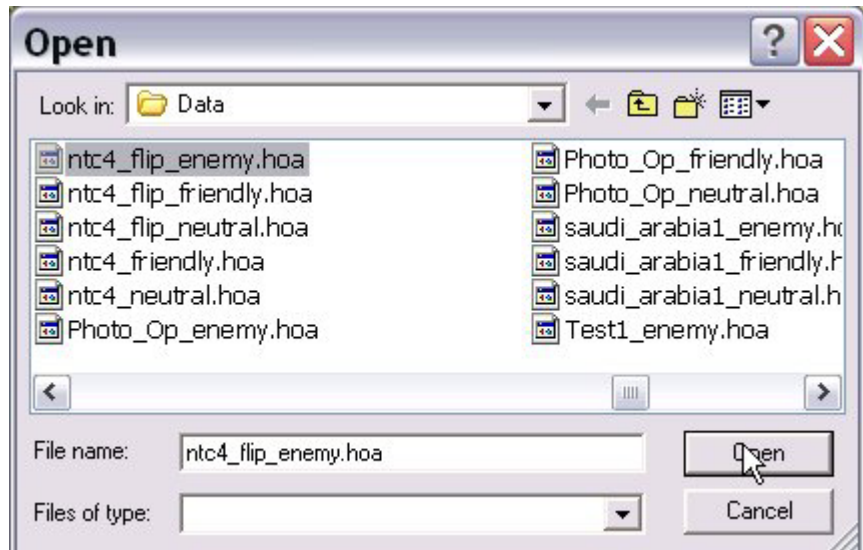 Open
Look in: Data
ntc4_flip_enemy.hoa
ntc4_flip_friendly.hoa
ntc4_flip_neutral.hoa
ntc4_friendly.hoa
ntc4_neutral.hoa
Photo_Op_enemy.hoa
Photo_Op_friendly.hoa
Photo_Op_neutral.hoa
saudi_arabia1_enemy.ho
saudi_arabia1_friendly.h
saudi_arabia1_neutral.h
Test1_enemy.hoa
File name: ntc4_flip_enemy.hoa
Open
Files of type:
Cancel